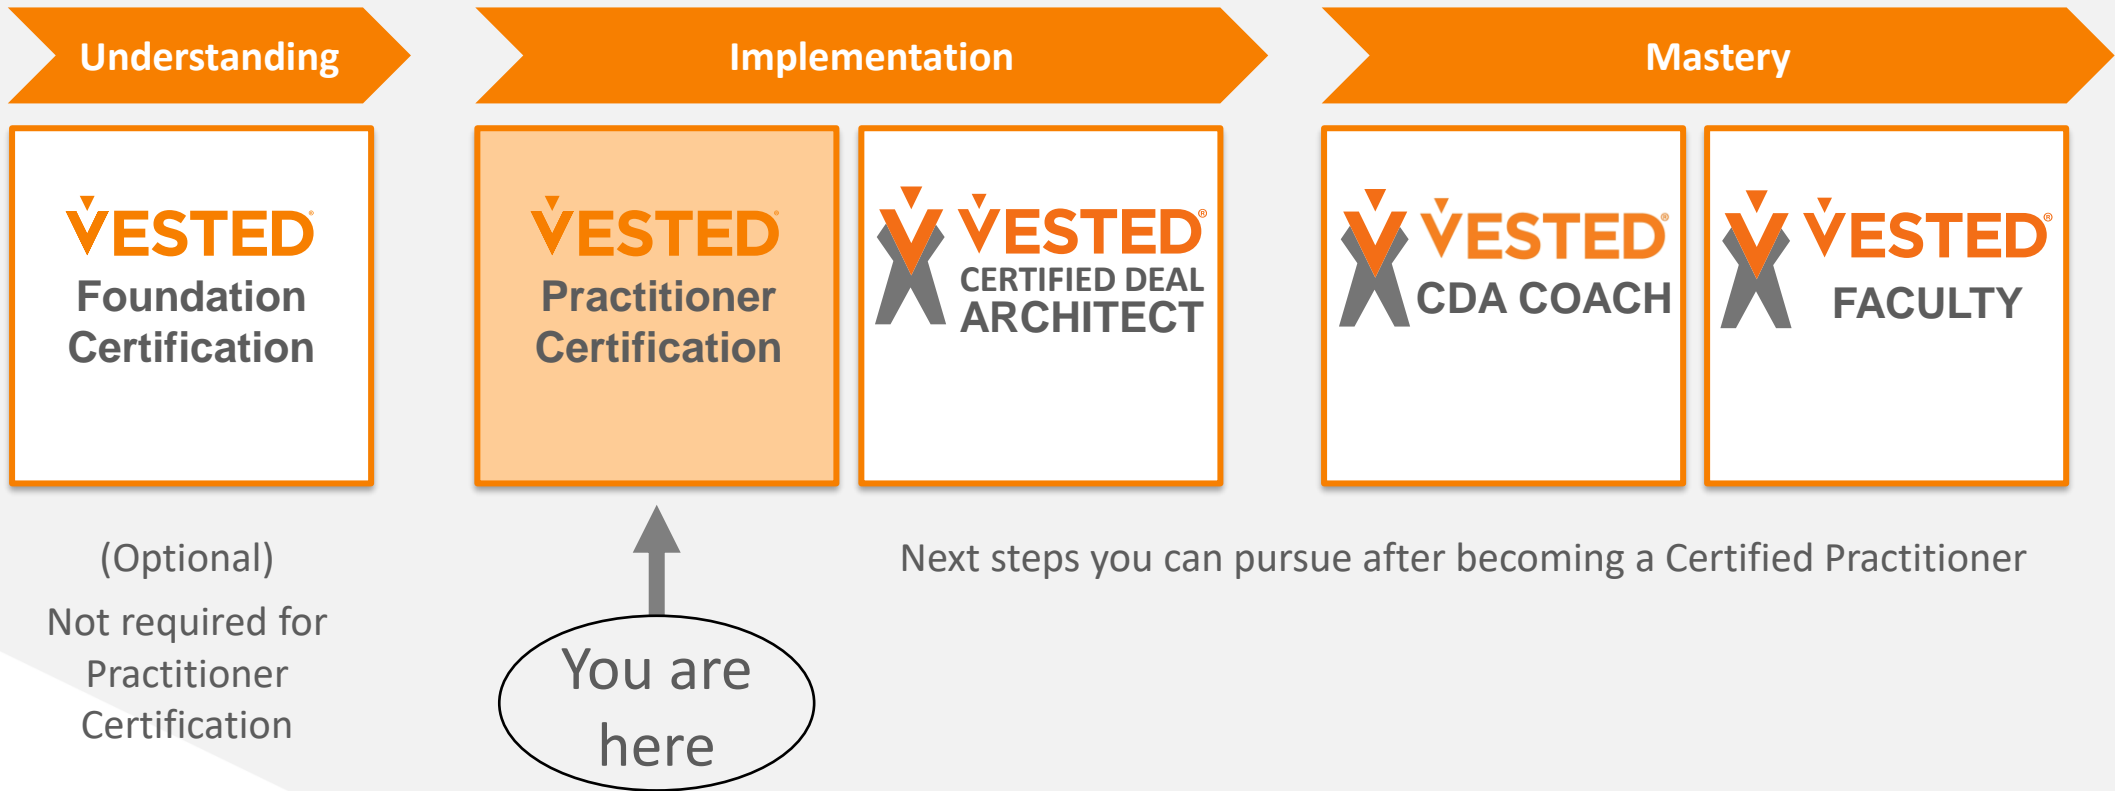 Understanding
Implementation
Mastery
VESTED®
Foundation
Certification
VESTED®
Practitioner
Certification
VESTED®
CERTIFIED DEAL
ARCHITECT
VESTED®
CDA COACH
VESTED®
FACULTY
(Optional)
Not required for
Practitioner
Certification
You are
here
Next steps you can pursue after becoming a Certified Practitioner